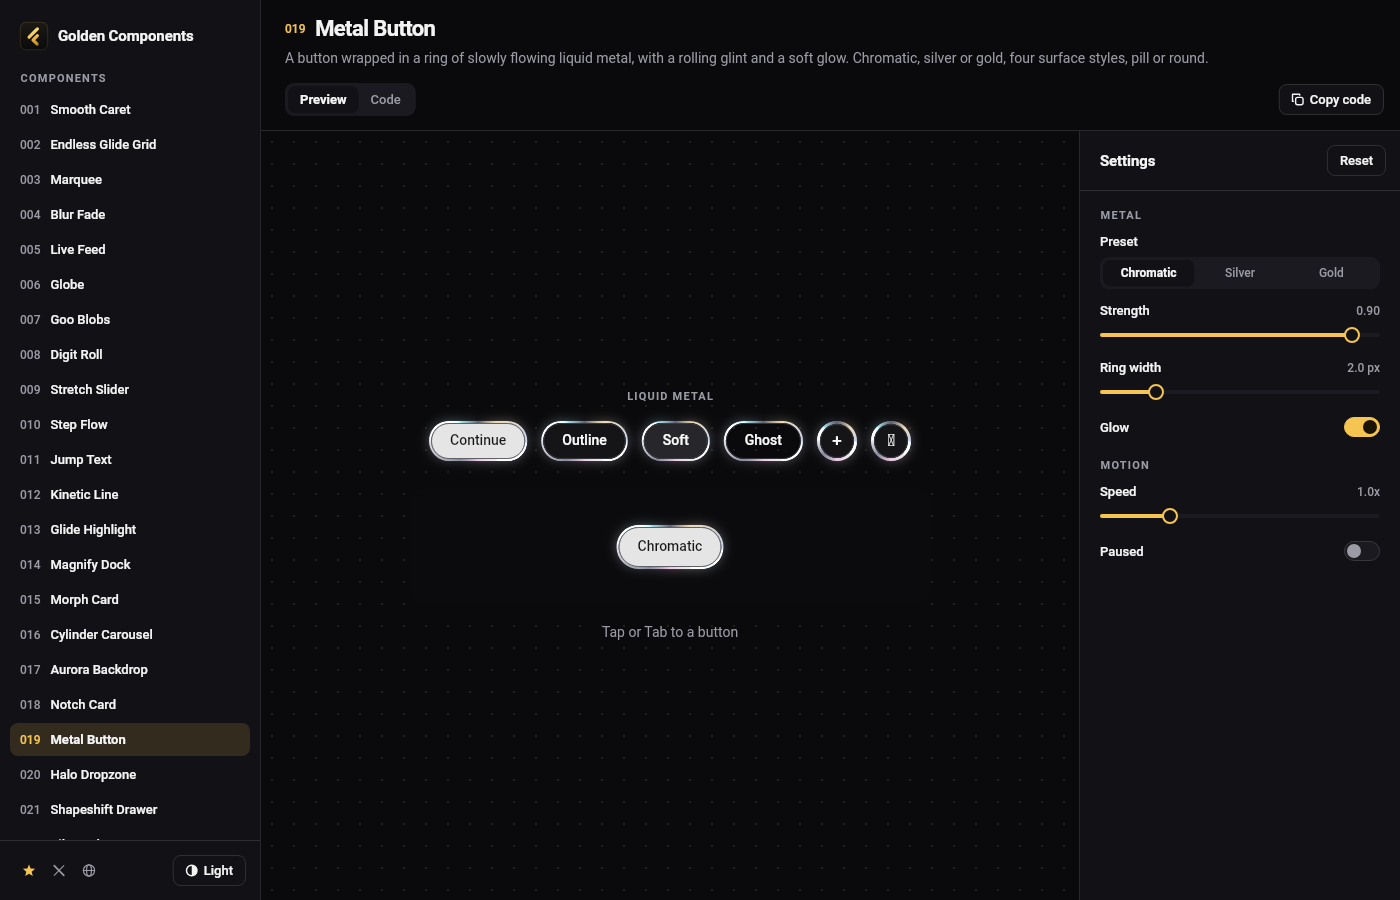 Golden Components
COMPONENTS
001 Smooth Caret
002 Endless Glide Grid
003 Marquee
004 Blur Fade
005 Live Feed
006 Globe
007 Goo Blobs
008 Digit Roll
009 Stretch Slider
010 Step Flow
011 Jump Text
012 Kinetic Line
013 Glide Highlight
014 Magnify Dock
015 Morph Card
016 Cylinder Carousel
017 Aurora Backdrop
018 Notch Card
019 Metal Button
020 Halo Dropzone
021 Shapeshift Drawer
Light
019 Metal Button
A button wrapped in a ring of slowly flowing liquid metal, with a rolling glint and a soft glow. Chromatic, silver or gold, four surface styles, pill or round.
Preview Code
Copy code
LIQUID METAL
Continue Outline Soft Ghost +
Chromatic
Tap or Tab to a button
Settings Reset
METAL
Preset
Chromatic Silver Gold
Strength 0.90
Ring width 2.0 px
Glow
MOTION
Speed 1.0x
Paused